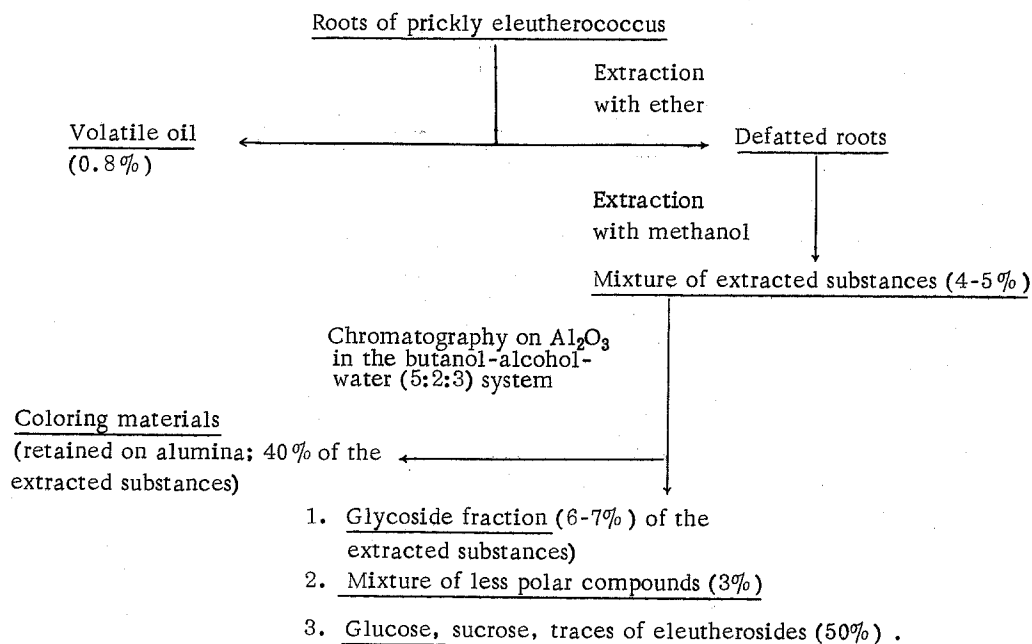 Roots of prickly eleutherococcus
Extraction
with ether
Volatile oil
(0.8%)
Defatted roots
Extraction
with methanol
Mixture of extracted substances (4-5%)
Chromatography on Al₂O₃
in the butanol-alcohol-
water (5:2:3) system
Coloring materials
(retained on alumina; 40% of the
extracted substances)
1. Glycoside fraction (6-7%) of the
extracted substances)
2. Mixture of less polar compounds (3%)
3. Glucose, sucrose, traces of eleutherosides (50%) .